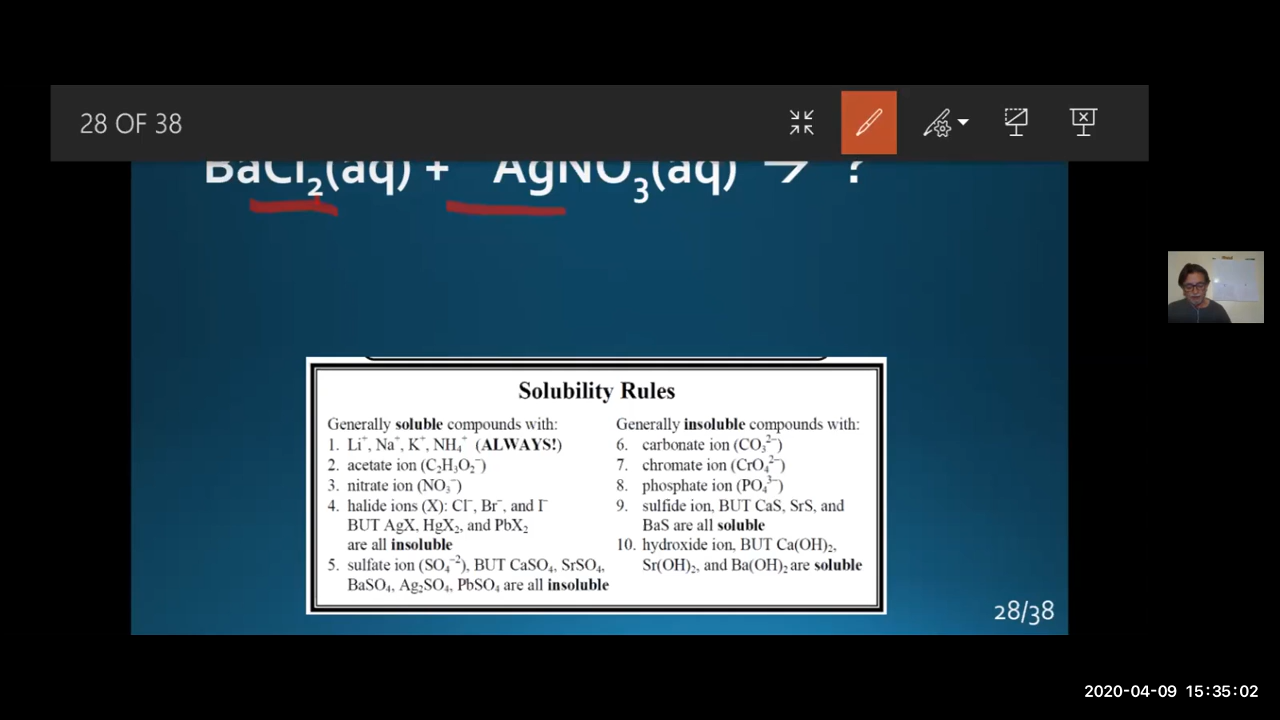 28 OF 38
BaCl₂(aq) + AgNO₃(aq) → ?
Solubility Rules
Generally soluble compounds with:
1. Li⁺, Na⁺, K⁺, NH₄⁺ (ALWAYS!)
2. acetate ion (C₂H₃O₂⁻)
3. nitrate ion (NO₃⁻)
4. halide ions (X): Cl⁻, Br⁻, and I⁻
BUT AgX, HgX₂, and PbX₂
are all insoluble
5. sulfate ion (SO₄⁻²), BUT CaSO₄, SrSO₄,
BaSO₄, Ag₂SO₄, PbSO₄ are all insoluble
Generally insoluble compounds with:
6. carbonate ion (CO₃²⁻)
7. chromate ion (CrO₄²⁻)
8. phosphate ion (PO₄³⁻)
9. sulfide ion, BUT CaS, SrS, and
BaS are all soluble
10. hydroxide ion, BUT Ca(OH)₂,
Sr(OH)₂, and Ba(OH)₂ are soluble
28/38
2020-04-09 15:35:02